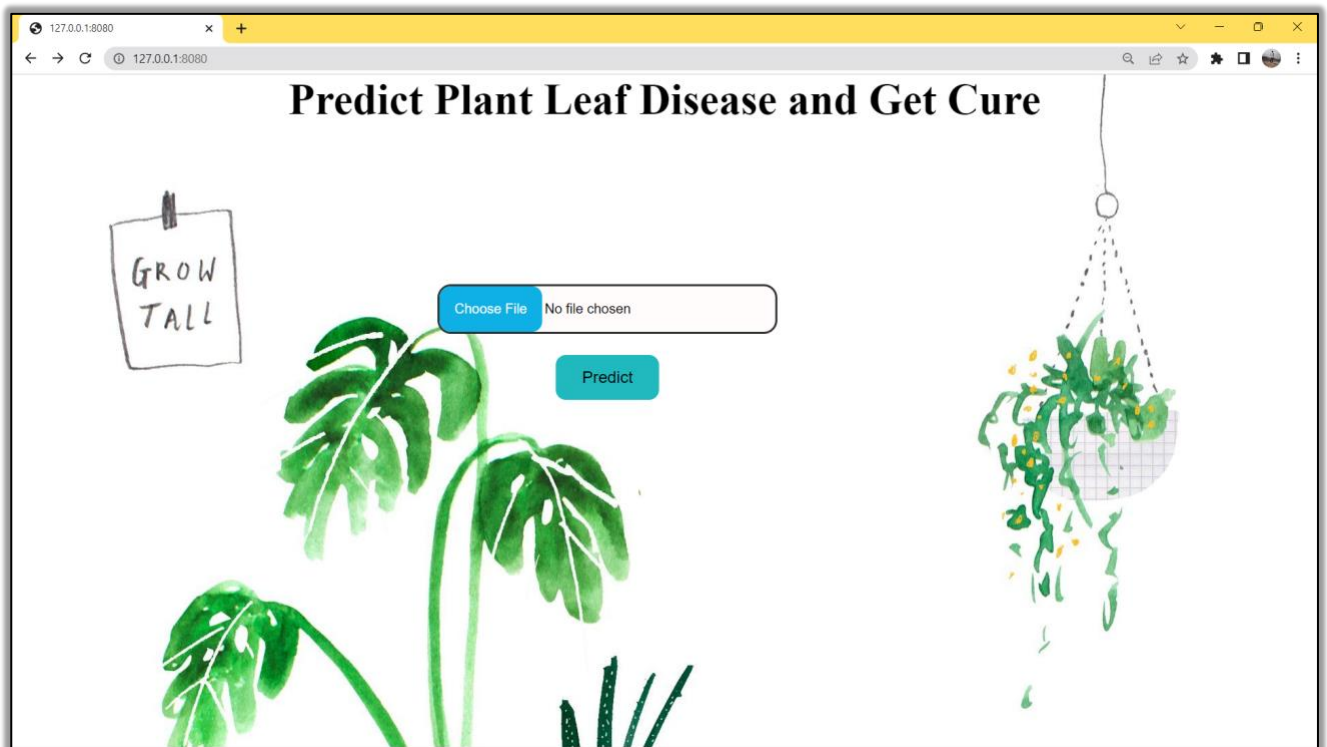 127.0.0.1:8080
127.0.0.1:8080
Predict Plant Leaf Disease and Get Cure
GROW
TALL
Choose File No file chosen
Predict